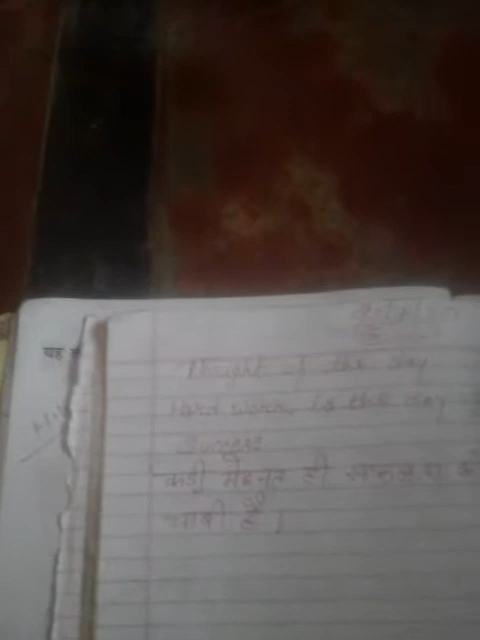 Thought of the day
Hard work is the key
Success
कड़ी मेहनत ही सफलता की
चाबी है।